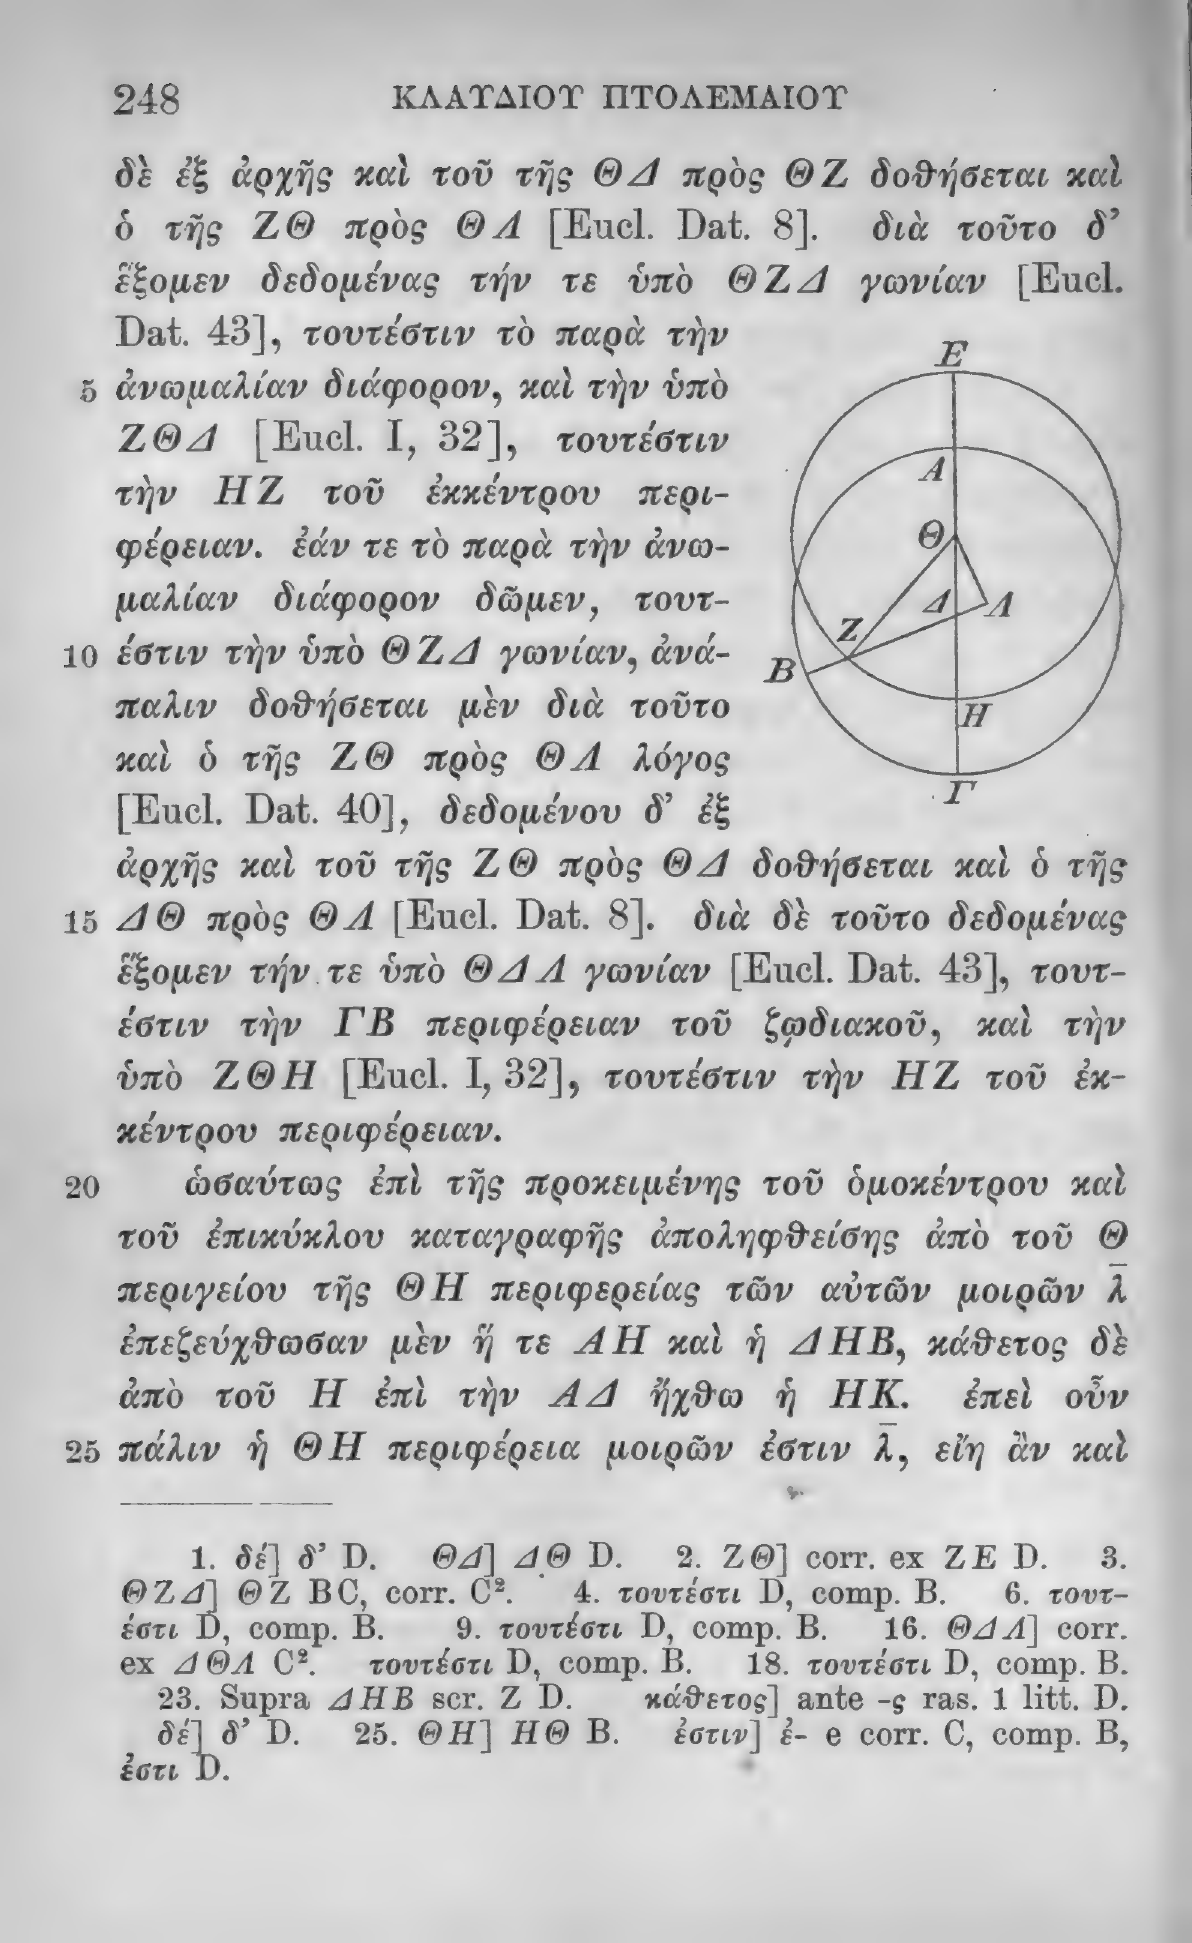 248 ΚΛΑΥΔΙΟΥ ΠΤΟΛΕΜΑΙΟΥ
δὲ ἐξ ἀρχῆς καὶ τοῦ τῆς ΘΔ πρὸς ΘΖ δοθήσεται καὶ
ὁ τῆς ΖΘ πρὸς ΘΛ [Eucl. Dat. 8]. διὰ τοῦτο δ’
ἕξομεν δεδομένας τήν τε ὑπὸ ΘΖΔ γωνίαν [Eucl.
Dat. 43], τουτέστιν τὸ παρὰ τὴν
5 ἀνωμαλίαν διάφορον, καὶ τὴν ὑπὸ
ΖΘΔ [Eucl. I, 32], τουτέστιν
τὴν ΗΖ τοῦ ἐκκέντρου περι-
φέρειαν. ἐάν τε τὸ παρὰ τὴν ἀνω-
μαλίαν διάφορον δῶμεν, τουτ-
10 έστιν τὴν ὑπὸ ΘΖΔ γωνίαν, ἀνά-
παλιν δοθήσεται μὲν διὰ τοῦτο
καὶ ὁ τῆς ΖΘ πρὸς ΘΛ λόγος
[Eucl. Dat. 40], δεδομένου δ’ ἐξ
Ε
Α
Θ
Δ
Λ
Ζ
Β
Η
Γ
ἀρχῆς καὶ τοῦ τῆς ΖΘ πρὸς ΘΔ δοθήσεται καὶ ὁ τῆς
15 ΔΘ πρὸς ΘΛ [Eucl. Dat. 8]. διὰ δὲ τοῦτο δεδομένας
ἕξομεν τήν τε ὑπὸ ΘΔΛ γωνίαν [Eucl. Dat. 43], τουτ-
έστιν τὴν ΓΒ περιφέρειαν τοῦ ζῳδιακοῦ, καὶ τὴν
ὑπὸ ΖΘΗ [Eucl. I, 32], τουτέστιν τὴν ΗΖ τοῦ ἐκ-
κέντρου περιφέρειαν.
20 ὡσαύτως ἐπὶ τῆς προκειμένης τοῦ ὁμοκέντρου καὶ
τοῦ ἐπικύκλου καταγραφῆς ἀποληφθείσης ἀπὸ τοῦ Θ
περιγείου τῆς ΘΗ περιφερείας τῶν αὐτῶν μοιρῶν λ̄
ἐπεζεύχθωσαν μὲν ἥ τε ΑΗ καὶ ἡ ΔΗΒ, κάθετος δὲ
ἀπὸ τοῦ Η ἐπὶ τὴν ΑΔ ἤχθω ἡ ΗΚ. ἐπεὶ οὖν
25 πάλιν ἡ ΘΗ περιφέρεια μοιρῶν ἐστιν λ̄, εἴη ἂν καὶ
1. δέ] δ’ D. ΘΔ] ΔΘ D. 2. ΖΘ] corr. ex ΖΕ D. 3.
ΘΖΔ] ΘΖ BC, corr. C². 4. τουτέστι D, comp. B. 6. τουτ-
έστι D, comp. B. 9. τουτέστι D, comp. B. 16. ΘΔΛ] corr.
ex ΔΘΛ C². τουτέστι D, comp. B. 18. τουτέστι D, comp. B.
23. Supra ΔΗΒ scr. Ζ D. κάθετος] ante -ς ras. 1 litt. D.
δέ] δ’ D. 25. ΘΗ] ΗΘ B. ἐστιν] ἐ- e corr. C, comp. B,
ἐστι D.